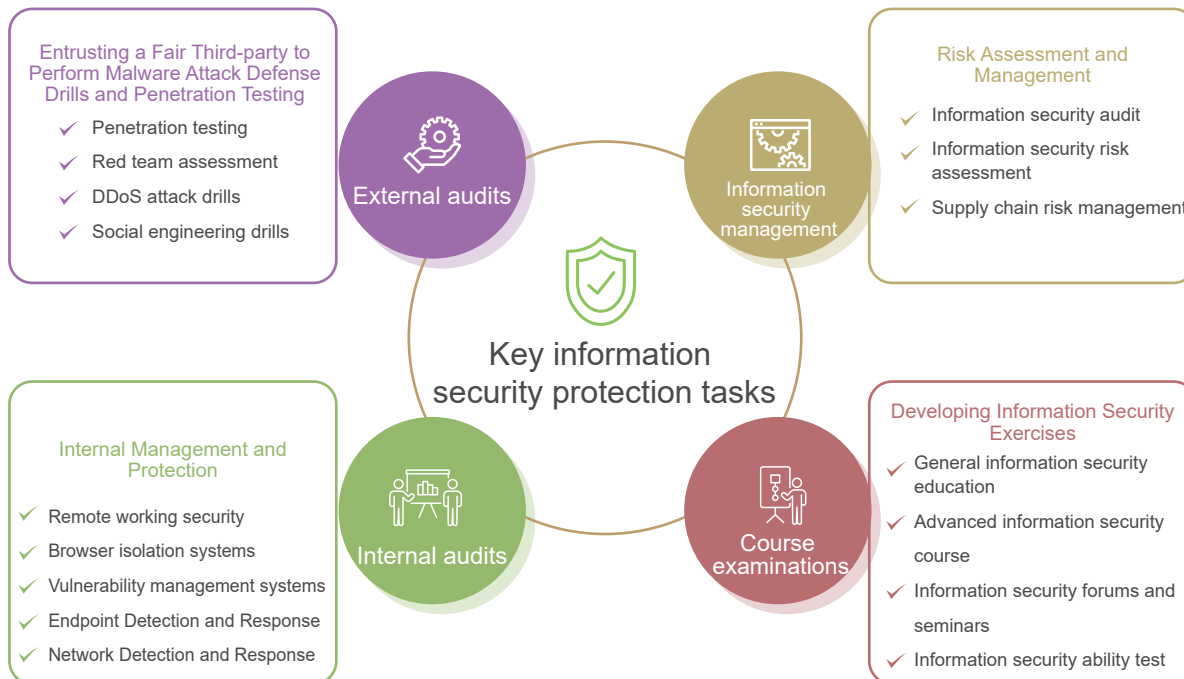 Entrusting a Fair Third-party to
Perform Malware Attack Defense
Drills and Penetration Testing
Penetration testing
Red team assessment
DDoS attack drills
Social engineering drills
External audits
Risk Assessment and
Management
Information security audit
Information security risk
assessment
Supply chain risk management
Information
security
management
Key information
security protection tasks
Internal Management and
Protection
Remote working security
Browser isolation systems
Vulnerability management systems
Endpoint Detection and Response
Network Detection and Response
Internal audits
Developing Information Security
Exercises
General information security
education
Advanced information security
course
Information security forums and
seminars
Information security ability test
Course
examinations